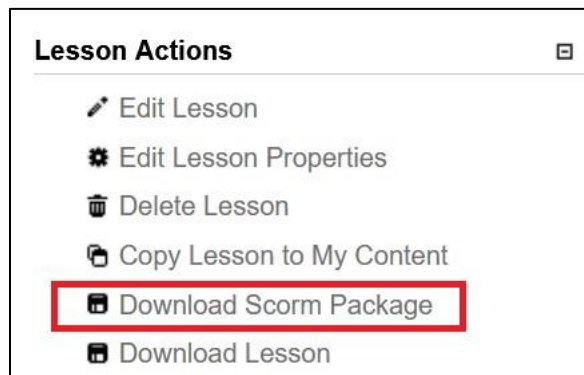 Lesson Actions
Edit Lesson
Edit Lesson Properties
Delete Lesson
Copy Lesson to My Content
Download Scorm Package
Download Lesson